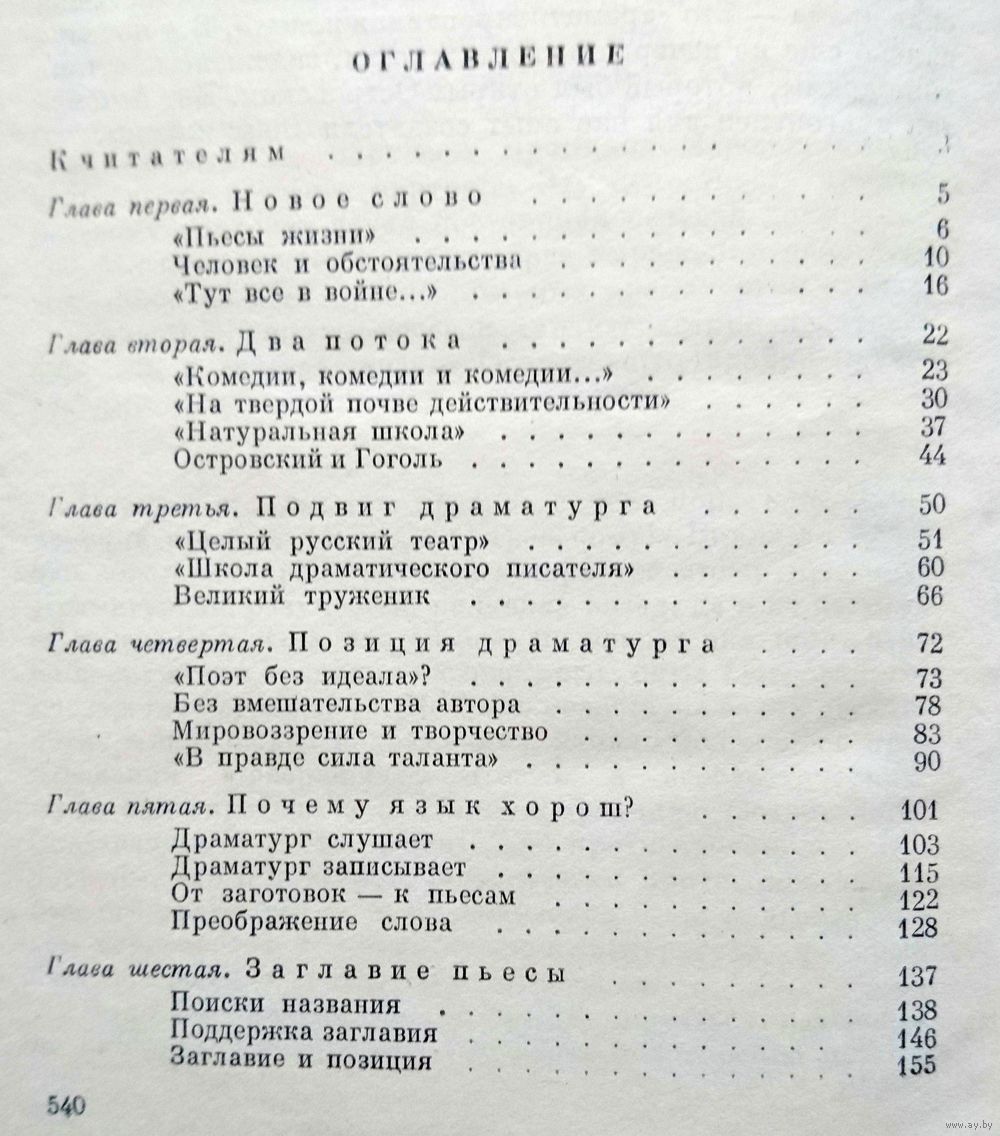 ОГЛАВЛЕНИЕ
К читателям . . . . . . . . . . . . . . . . . . .
Глава первая. Новое слово . . . . . . . . . . . . 5
«Пьесы жизни» . . . . . . . . . . . . . . . . 6
Человек и обстоятельства . . . . . . . . . . . 10
«Тут все в войне...» . . . . . . . . . . . . . . 16
Глава вторая. Два потока . . . . . . . . . . . . . 22
«Комедии, комедии и комедии...» . . . . . . . . 23
«На твердой почве действительности» . . . . . . 30
«Натуральная школа» . . . . . . . . . . . . . 37
Островский и Гоголь . . . . . . . . . . . . . . 44
Глава третья. Подвиг драматурга . . . . . . 50
«Целый русский театр» . . . . . . . . . . . . 51
«Школа драматического писателя» . . . . . . . 60
Великий труженик . . . . . . . . . . . . . . 66
Глава четвертая. Позиция драматурга . . . . 72
«Поэт без идеала»? . . . . . . . . . . . . . . 73
Без вмешательства автора . . . . . . . . . . . 78
Мировоззрение и творчество . . . . . . . . . . 83
«В правде сила таланта» . . . . . . . . . . . . 90
Глава пятая. Почему язык хорош? . . . . . . 101
Драматург слушает . . . . . . . . . . . . . . 103
Драматург записывает . . . . . . . . . . . . . 115
От заготовок — к пьесам . . . . . . . . . . . 122
Преображение слова . . . . . . . . . . . . . 128
Глава шестая. Заглавие пьесы . . . . . . . . . 137
Поиски названия . . . . . . . . . . . . . . . 138
Поддержка заглавия . . . . . . . . . . . . . . 146
Заглавие и позиция . . . . . . . . . . . . . . 155
540
www.ay.by